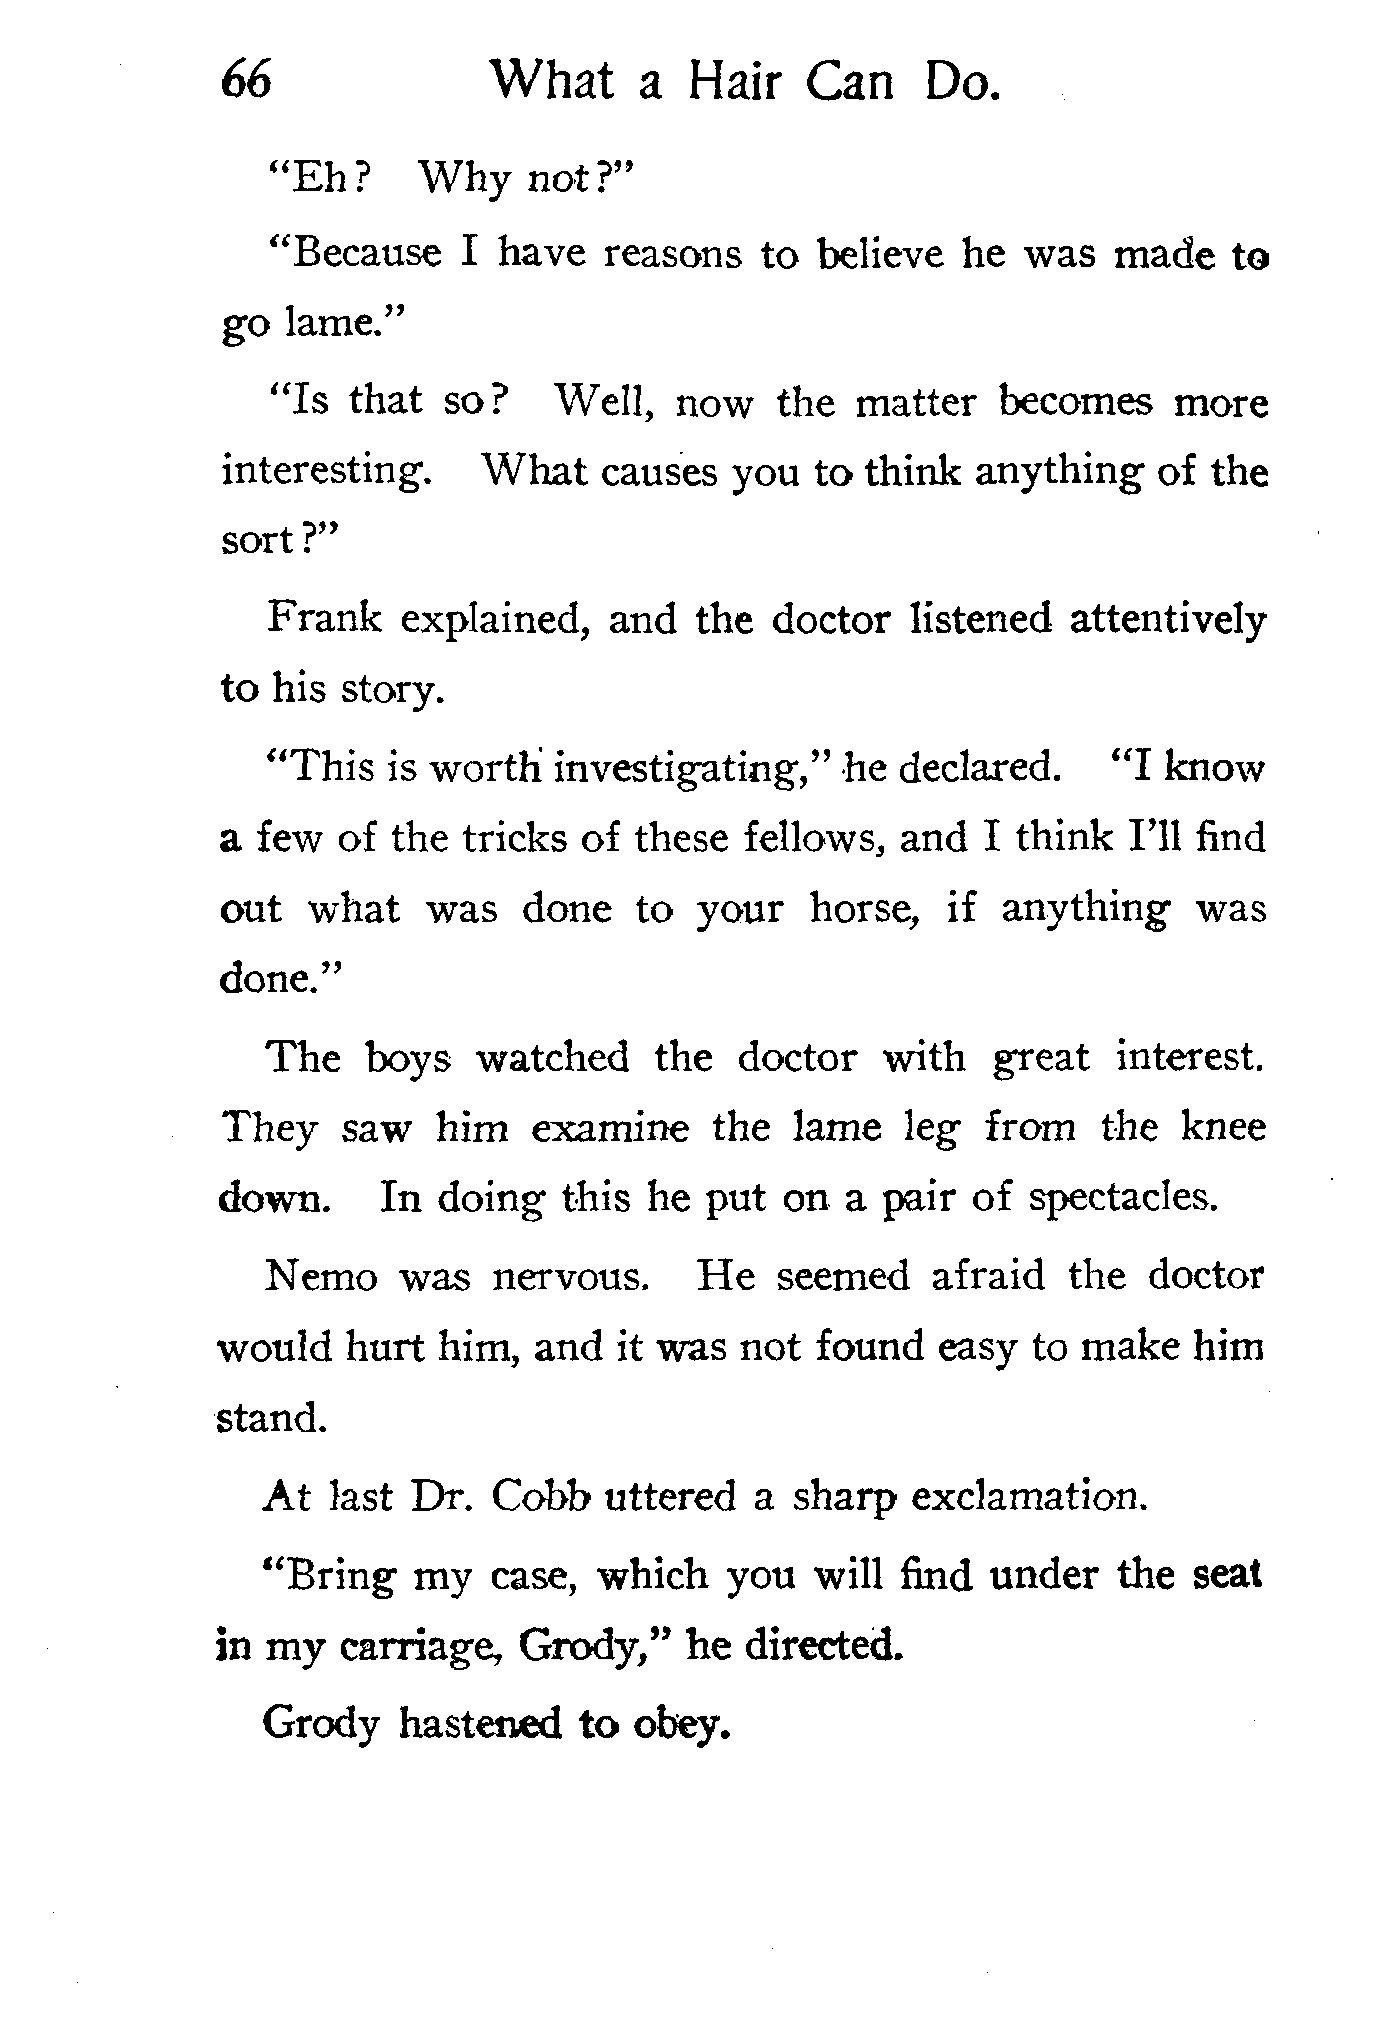 66 What a Hair Can Do.
“Eh? Why not?”
“Because I have reasons to believe he was made to
go lame.”
“Is that so? Well, now the matter becomes more
interesting. What causes you to think anything of the
sort?”
Frank explained, and the doctor listened attentively
to his story.
“This is worth investigating,” he declared. “I know
a few of the tricks of these fellows, and I think I’ll find
out what was done to your horse, if anything was
done.”
The boys watched the doctor with great interest.
They saw him examine the lame leg from the knee
down. In doing this he put on a pair of spectacles.
Nemo was nervous. He seemed afraid the doctor
would hurt him, and it was not found easy to make him
stand.
At last Dr. Cobb uttered a sharp exclamation.
“Bring my case, which you will find under the seat
in my carriage, Grody,” he directed.
Grody hastened to obey.